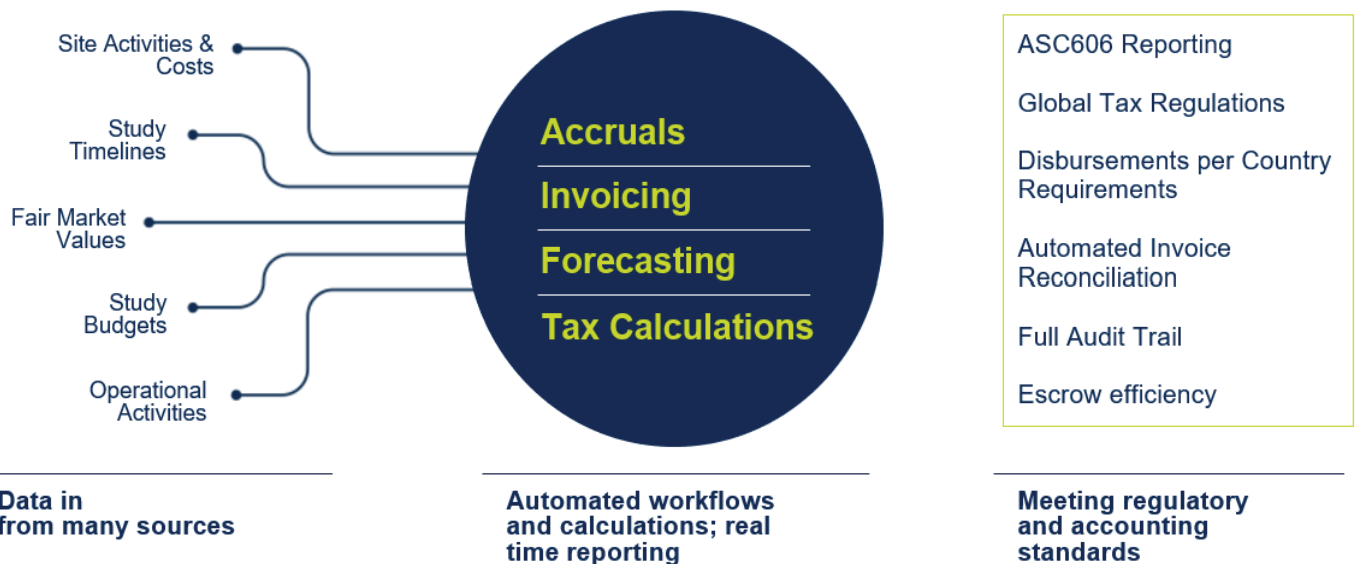 Site Activities &
Costs
Study
Timelines
Fair Market
Values
Study
Budgets
Operational
Activities
Accruals
Invoicing
Forecasting
Tax Calculations
ASC606 Reporting
Global Tax Regulations
Disbursements per Country
Requirements
Automated Invoice
Reconciliation
Full Audit Trail
Escrow efficiency
Data in
from many sources
Automated workflows
and calculations; real
time reporting
Meeting regulatory
and accounting
standards